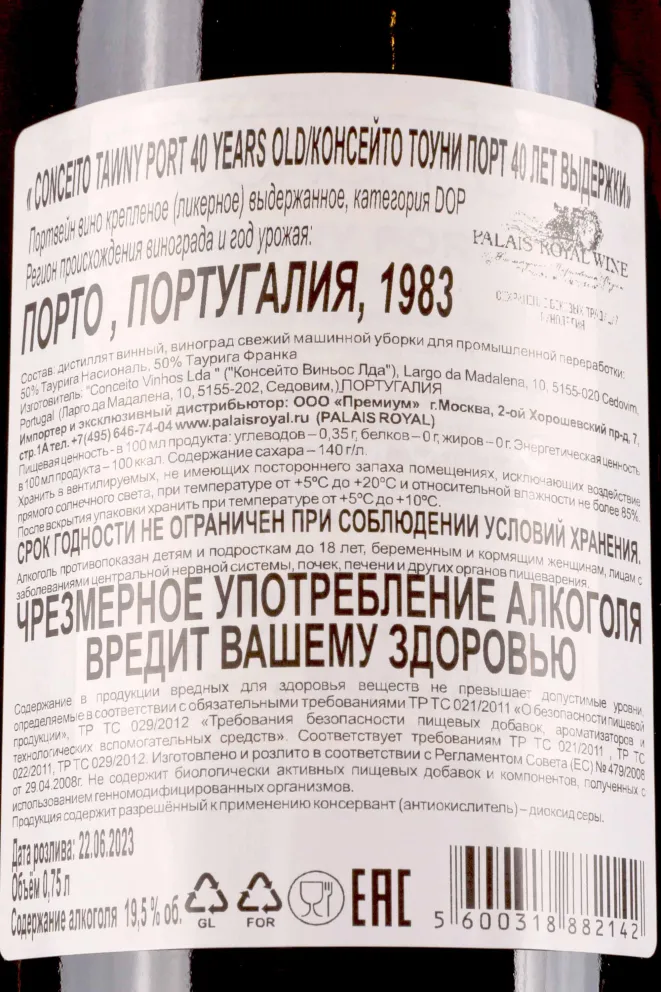 « CONCEITO TAWNY PORT 40 YEARS OLD/КОНСЕЙТО ТОУНИ ПОРТ 40 ЛЕТ ВЫДЕРЖКИ»
Портвейн вино крепленое (ликерное) выдержанное, категория DOP
Регион происхождения винограда и год урожая:
ПОРТО , ПОРТУГАЛИЯ, 1983
PALAIS ROYAL WINE
Состав: дистиллят винный, виноград свежий машинной уборки для промышленной переработки:
50% Таурига Насиональ, 50% Таурига Франка
Изготовитель: "Conceito Vinhos Lda " ("Консейто Виньос Лда"), Largo da Madalena, 10, 5155-020 Cedovim,
Portugal (Ларго да Мадалена, 10, 5155-202, Седовим,) ПОРТУГАЛИЯ
Импортер и эксклюзивный дистрибьютор: ООО «Премиум» г.Москва, 2-ой Хорошевский пр-д, 7,
стр.1А тел. +7(495) 646-74-04 www.palaisroyal.ru (PALAIS ROYAL)
Пищевая ценность - в 100 мл продукта: углеводов – 0,35 г, белков – 0 г, жиров – 0 г. Энергетическая ценность
в 100 мл продукта – 100 ккал. Содержание сахара – 140 г/л.
Хранить в вентилируемых, не имеющих постороннего запаха помещениях, исключающих воздействие
прямого солнечного света, при температуре от +5°C до +20°C и относительной влажности не более 85%.
После вскрытия упаковки хранить при температуре от +5°C до +10°C.
СРОК ГОДНОСТИ НЕ ОГРАНИЧЕН ПРИ СОБЛЮДЕНИИ УСЛОВИЙ ХРАНЕНИЯ.
Алкоголь противопоказан детям и подросткам до 18 лет, беременным и кормящим женщинам, лицам с
заболеваниями центральной нервной системы, почек, печени и других органов пищеварения.
ЧРЕЗМЕРНОЕ УПОТРЕБЛЕНИЕ АЛКОГОЛЯ
ВРЕДИТ ВАШЕМУ ЗДОРОВЬЮ
Содержание в продукции вредных для здоровья веществ не превышает допустимые уровни,
определяемые в соответствии с обязательными требованиями ТР ТС 021/2011 «О безопасности пищевой
продукции», ТР ТС 029/2012 «Требования безопасности пищевых добавок, ароматизаторов и
технологических вспомогательных средств». Соответствует требованиям ТР ТС 021/2011 , ТР ТС
022/2011, ТР ТС 029/2012. Изготовлено и розлито в соответствии с Регламентом Совета (ЕС) № 479/2008
от 29.04.2008г. Не содержит биологически активных пищевых добавок и компонентов, полученных с
использованием генномодифицированных организмов.
Продукция содержит разрешённый к применению консервант (антиокислитель) – диоксид серы.
Дата розлива: 22.06.2023
Объём 0,75 л
Содержание алкоголя 19,5 % об.
GL
FOR
EAC
5 600318 882142